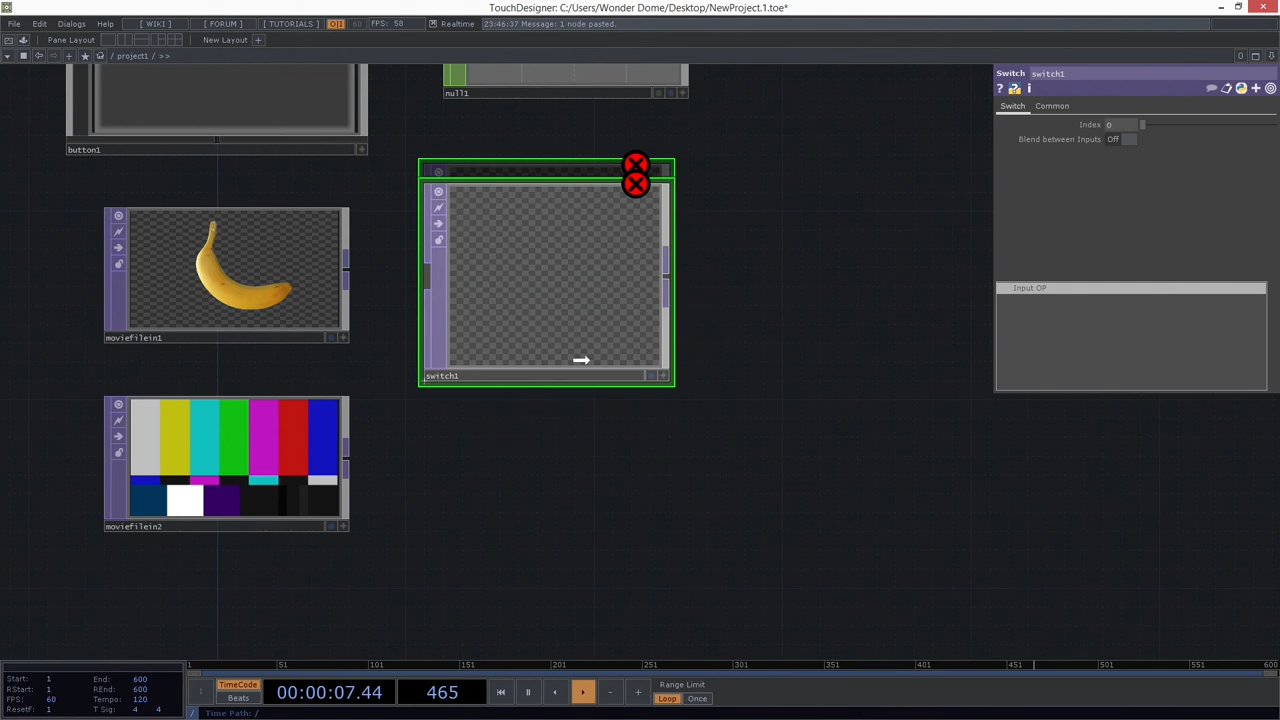 TouchDesigner: C:/Users/Wonder Dome/Desktop/NewProject.1.toe*
File Edit Dialogs Help [ WIKI ] [ FORUM ] [ TUTORIALS ] O|I FPS: 58 Realtime 23:46:37 Message: 1 node pasted.
Pane Layout New Layout +
/ project1 / >> 0
Switch switch1
? i
Switch Common
Index 0
Blend between Inputs Off
Input OP
null1
button1
moviefilein1
switch1
moviefilein2
1 51 101 151 201 251 301 351 401 451 501 551 600
Start: 1 End: 600
RStart: 1 REnd: 600
FPS: 60 Tempo: 120
ResetF: 1 T Sig: 4 4
TimeCode
Beats
00:00:07.44 465
- +
Range Limit
Loop Once
/ Time Path: /